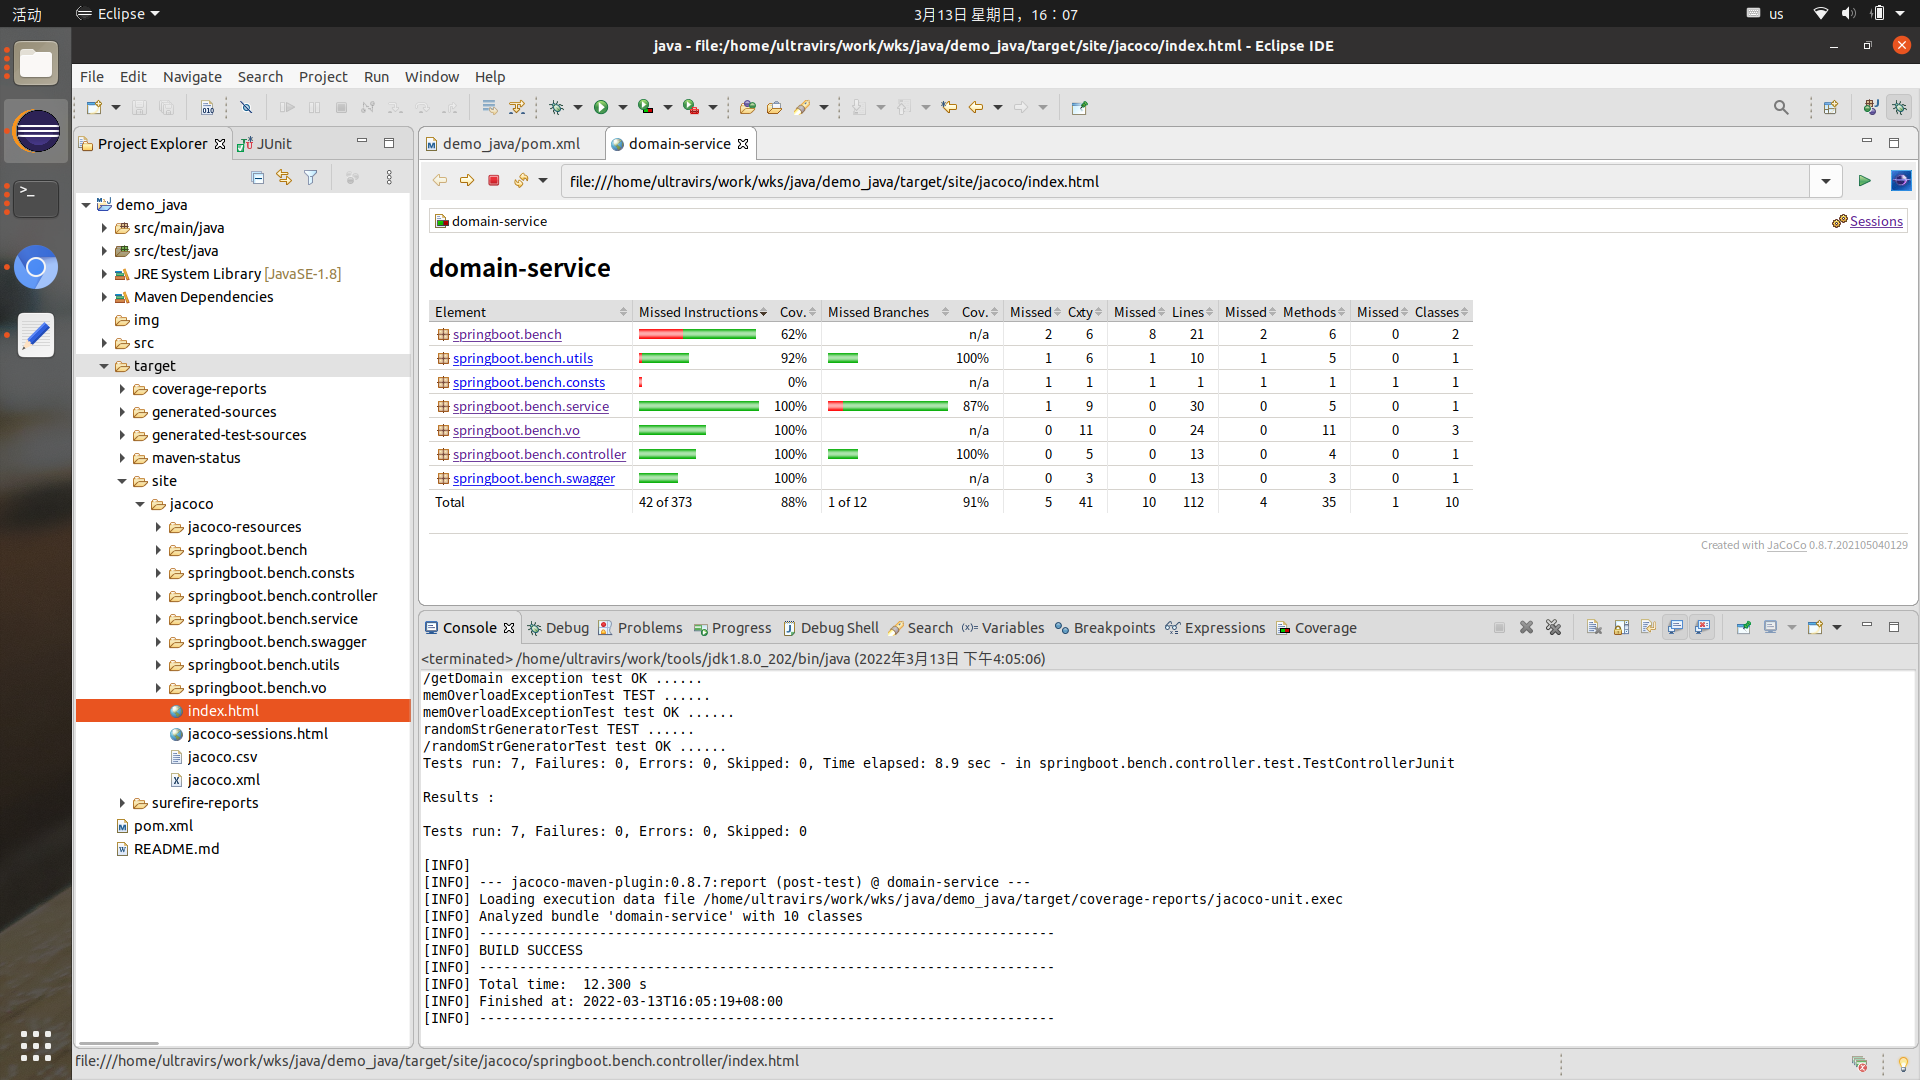 活动
Eclipse
3月13日 星期日，16：07
us
java - file:/home/ultravirs/work/wks/java/demo_java/target/site/jacoco/index.html - Eclipse IDE
File Edit Navigate Search Project Run Window Help
Project Explorer
JUnit
demo_java
src/main/java
src/test/java
JRE System Library [JavaSE-1.8]
Maven Dependencies
img
src
target
coverage-reports
generated-sources
generated-test-sources
maven-status
site
jacoco
jacoco-resources
springboot.bench
springboot.bench.consts
springboot.bench.controller
springboot.bench.service
springboot.bench.swagger
springboot.bench.utils
springboot.bench.vo
index.html
jacoco-sessions.html
jacoco.csv
jacoco.xml
surefire-reports
pom.xml
README.md
demo_java/pom.xml
domain-service
file:///home/ultravirs/work/wks/java/demo_java/target/site/jacoco/index.html
domain-service
Sessions
domain-service
Element Missed Instructions Cov. Missed Branches Cov. Missed Cxty Missed Lines Missed Methods Missed Classes
springboot.bench 62% n/a 2 6 8 21 2 6 0 2
springboot.bench.utils 92% 100% 1 6 1 10 1 5 0 1
springboot.bench.consts 0% n/a 1 1 1 1 1 1 1 1
springboot.bench.service 100% 87% 1 9 0 30 0 5 0 1
springboot.bench.vo 100% n/a 0 11 0 24 0 11 0 3
springboot.bench.controller 100% 100% 0 5 0 13 0 4 0 1
springboot.bench.swagger 100% n/a 0 3 0 13 0 3 0 1
Total 42 of 373 88% 1 of 12 91% 5 41 10 112 4 35 1 10
Created with JaCoCo 0.8.7.202105040129
Console Debug Problems Progress Debug Shell Search Variables Breakpoints Expressions Coverage
<terminated> /home/ultravirs/work/tools/jdk1.8.0_202/bin/java (2022年3月13日 下午4:05:06)
/getDomain exception test OK ......
memOverloadExceptionTest TEST ......
memOverloadExceptionTest test OK ......
randomStrGeneratorTest TEST ......
/randomStrGeneratorTest test OK ......
Tests run: 7, Failures: 0, Errors: 0, Skipped: 0, Time elapsed: 8.9 sec - in springboot.bench.controller.test.TestControllerJunit
Results :
Tests run: 7, Failures: 0, Errors: 0, Skipped: 0
[INFO]
[INFO] --- jacoco-maven-plugin:0.8.7:report (post-test) @ domain-service ---
[INFO] Loading execution data file /home/ultravirs/work/wks/java/demo_java/target/coverage-reports/jacoco-unit.exec
[INFO] Analyzed bundle 'domain-service' with 10 classes
[INFO] ------------------------------------------------------------------------
[INFO] BUILD SUCCESS
[INFO] ------------------------------------------------------------------------
[INFO] Total time:  12.300 s
[INFO] Finished at: 2022-03-13T16:05:19+08:00
[INFO] ------------------------------------------------------------------------
file:///home/ultravirs/work/wks/java/demo_java/target/site/jacoco/springboot.bench.controller/index.html